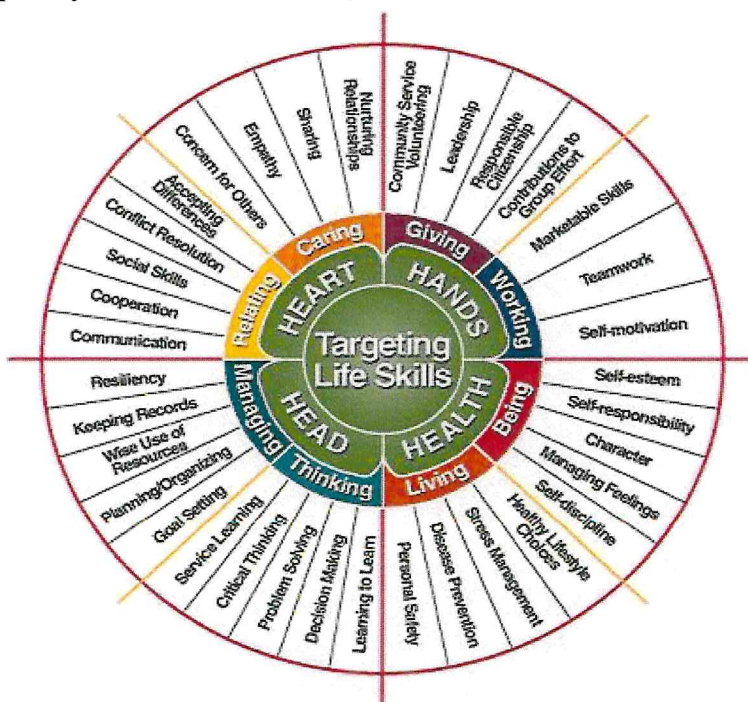 Targeting
Life Skills
HEART
HANDS
HEALTH
HEAD
Caring
Giving
Working
Being
Living
Thinking
Managing
Relating
Community Service
Volunteering
Leadership
Responsible
Citizenship
Contributions to
Group Effort
Marketable Skills
Teamwork
Self-motivation
Self-esteem
Self-responsibility
Character
Managing Feelings
Self-discipline
Healthy Lifestyle
Choices
Stress Management
Disease Prevention
Personal Safety
Learning to Learn
Decision Making
Problem Solving
Critical Thinking
Service Learning
Goal Setting
Planning/Organizing
Wise Use of
Resources
Keeping Records
Resiliency
Communication
Cooperation
Social Skills
Conflict Resolution
Accepting
Differences
Concern for Others
Empathy
Sharing
Nurturing
Relationships